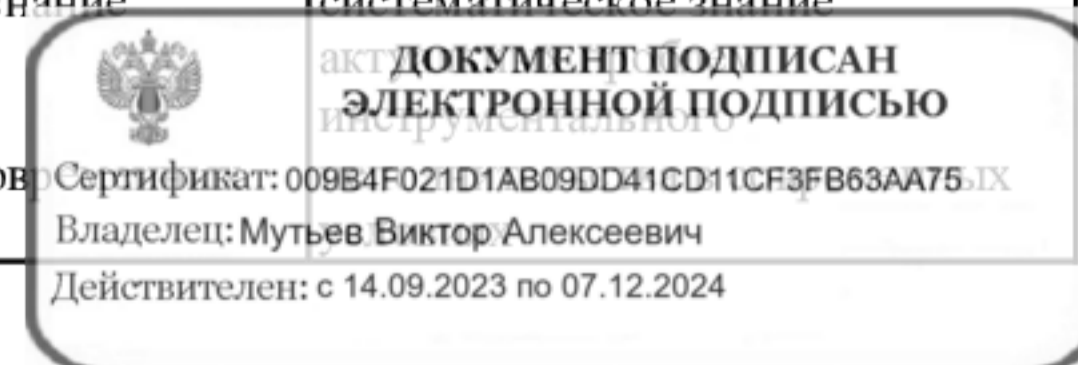 систематическое знание
ДОКУМЕНТ ПОДПИСАН
ЭЛЕКТРОННОЙ ПОДПИСЬЮ
инструментального
Сертификат: 009B4F021D1AB09DD41CD11CF3FB63AA75
Владелец: Мутьев Виктор Алексеевич
Действителен: с 14.09.2023 по 07.12.2024